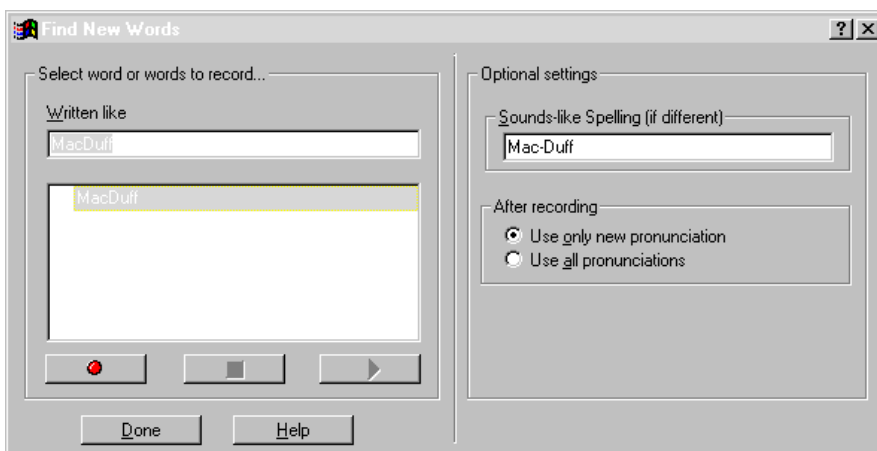 Find New Words
Select word or words to record...
Written like
MacDuff
MacDuff
Done
Help
Optional settings
Sounds-like Spelling (if different)
Mac-Duff
After recording
Use only new pronunciation
Use all pronunciations